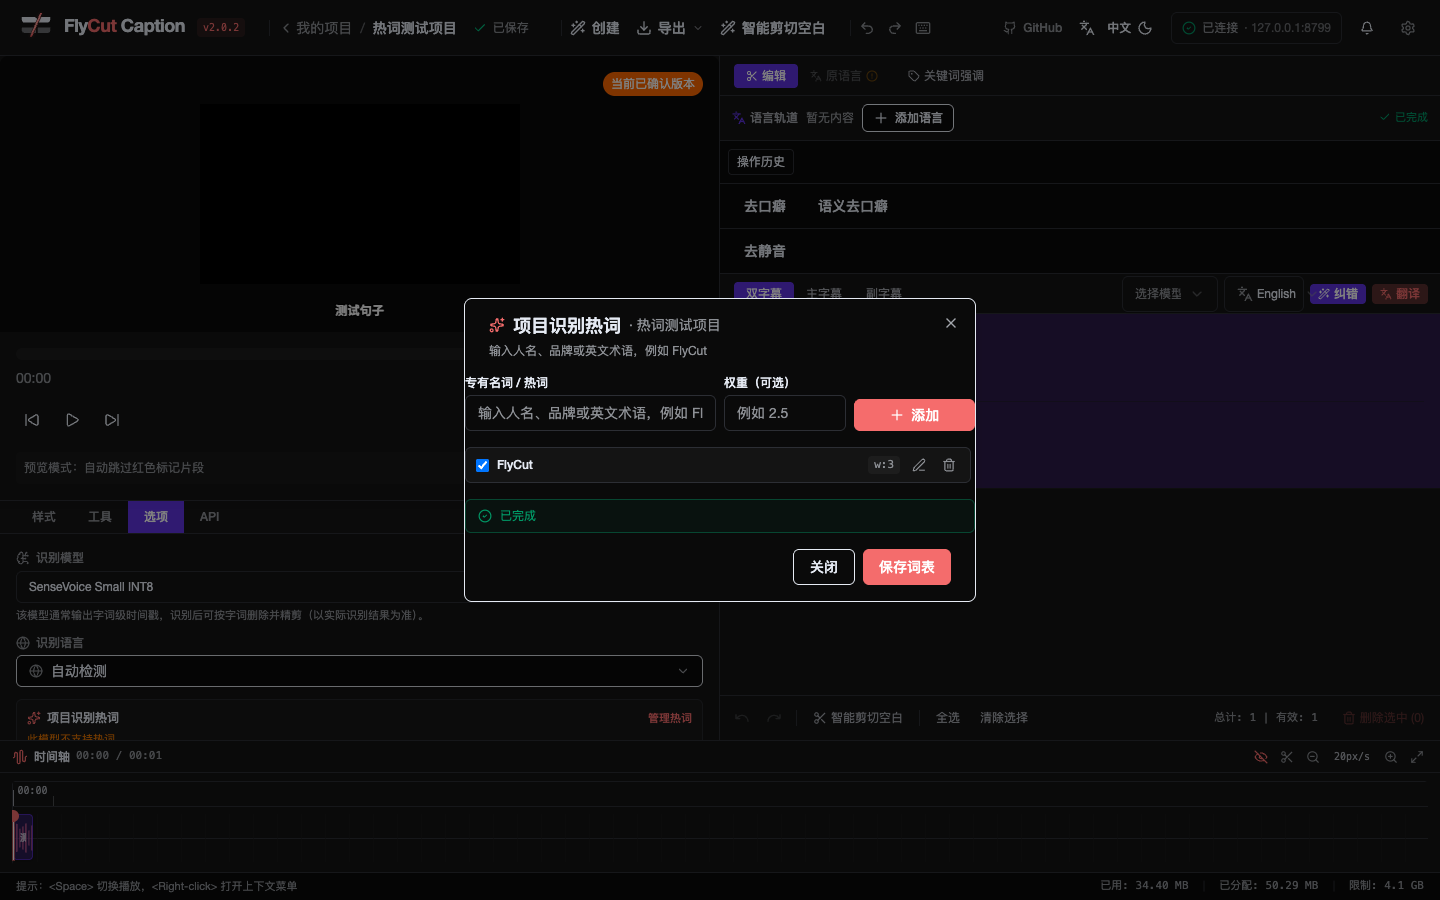 FlyCut Caption v2.0.2 我的项目 / 热词测试项目 已保存 创建 导出 智能剪切空白 GitHub 中文 已连接 · 127.0.0.1:8799
当前已确认版本
测试句子
00:00
预览模式：自动跳过红色标记片段
样式 工具 选项 API
识别模型
SenseVoice Small INT8
该模型通常输出字词级时间戳，识别后可按字词删除并精剪（以实际识别结果为准）。
识别语言
自动检测
项目识别热词 管理热词
此模型不支持热词
编辑 原语言 关键词强调
语言轨道 暂无内容 添加语言 已完成
操作历史
去口癖 语义去口癖
去静音
双字幕 主字幕 副字幕 选择模型 English 纠错 翻译
项目识别热词 · 热词测试项目
输入人名、品牌或英文术语，例如 FlyCut
专有名词 / 热词 权重（可选）
输入人名、品牌或英文术语，例如 Fl 例如 2.5 添加
FlyCut w:3
已完成
关闭 保存词表
智能剪切空白 全选 清除选择 总计: 1 | 有效: 1 删除选中 (0)
时间轴 00:00 / 00:01 20px/s
00:00
测
提示：<Space> 切换播放，<Right-click> 打开上下文菜单 已用: 34.40 MB 已分配: 50.29 MB 限制: 4.1 GB